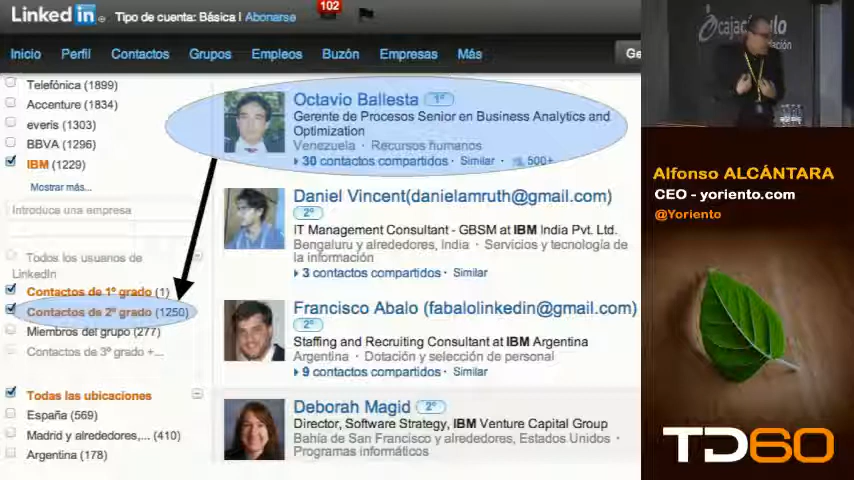 Linked in
Tipo de cuenta: Básica | Abonarse
102
Inicio Perfil Contactos Grupos Empleos Buzón Empresas Más
Ge
Telefónica (1899)
Accenture (1834)
everis (1303)
BBVA (1296)
IBM (1229)
Mostrar más...
Introduce una empresa
Todos los usuarios de
LinkedIn
Contactos de 1º grado (1)
Contactos de 2º grado (1250)
Miembros del grupo (277)
Contactos de 3º grado +...
Todas las ubicaciones
España (569)
Madrid y alrededores,... (410)
Argentina (178)
Octavio Ballesta 1º
Gerente de Procesos Senior en Business Analytics and
Optimization
Venezuela · Recursos humanos
30 contactos compartidos · Similar · 500+
Daniel Vincent(danielamruth@gmail.com)
2º
IT Management Consultant - GBSM at IBM India Pvt. Ltd.
Bengaluru y alrededores, India · Servicios y tecnología de
la información
3 contactos compartidos · Similar
Francisco Abalo (fabalolinkedin@gmail.com)
2º
Staffing and Recruiting Consultant at IBM Argentina
Argentina · Dotación y selección de personal
9 contactos compartidos · Similar
Deborah Magid 2º
Director, Software Strategy, IBM Venture Capital Group
Bahía de San Francisco y alrededores, Estados Unidos ·
Programas informáticos
Alfonso ALCÁNTARA
CEO - yoriento.com
@Yoriento
TD60